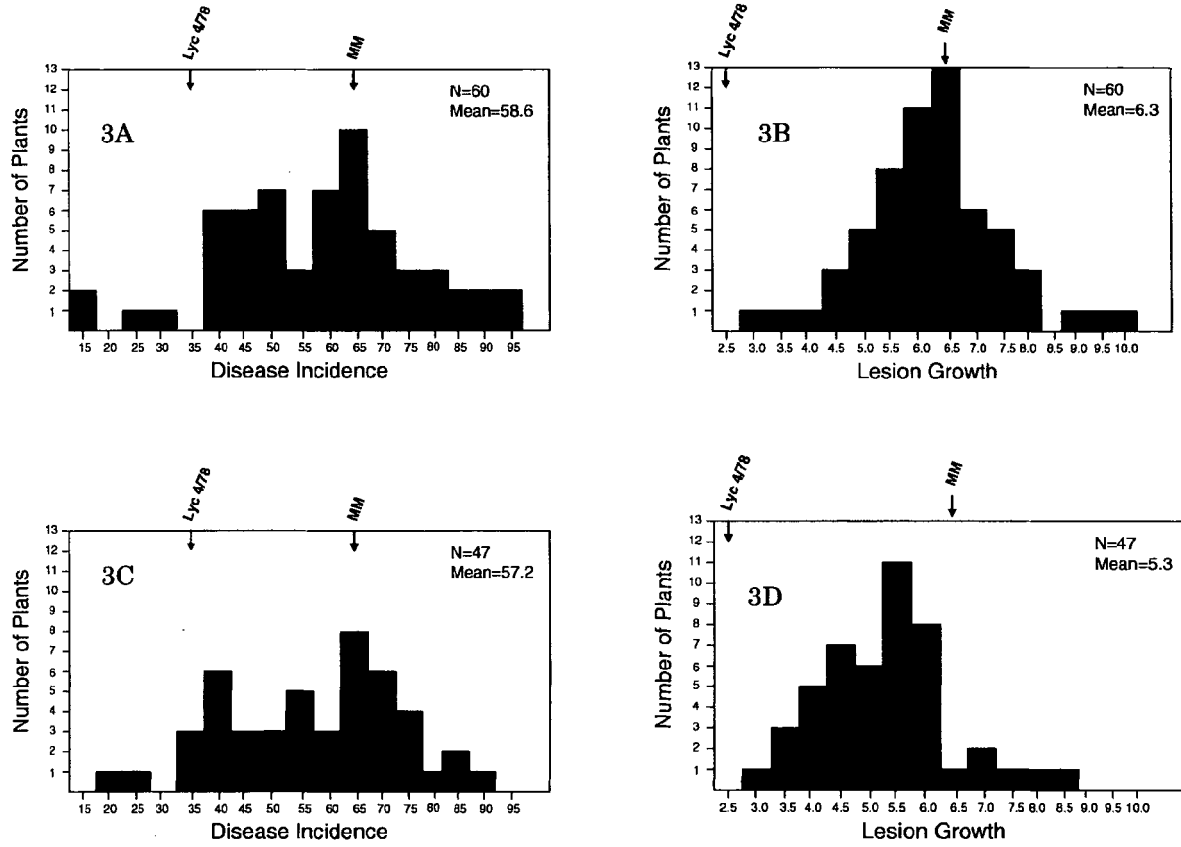 Lyc 4/78
MM
13
12
11
10
9
8
7
6
5
4
3
2
1
Number of Plants
3A
N=60
Mean=58.6
15 20 25 30 35 40 45 50 55 60 65 70 75 80 85 90 95
Disease Incidence
Lyc 4/78
MM
13
12
11
10
9
8
7
6
5
4
3
2
1
Number of Plants
3B
N=60
Mean=6.3
2.5 3.0 3.5 4.0 4.5 5.0 5.5 6.0 6.5 7.0 7.5 8.0 8.5 9.0 9.5 10.0
Lesion Growth
Lyc 4/78
MM
13
12
11
10
9
8
7
6
5
4
3
2
1
Number of Plants
3C
N=47
Mean=57.2
15 20 25 30 35 40 45 50 55 60 65 70 75 80 85 90 95
Disease Incidence
Lyc 4/78
MM
13
12
11
10
9
8
7
6
5
4
3
2
1
Number of Plants
3D
N=47
Mean=5.3
2.5 3.0 3.5 4.0 4.5 5.0 5.5 6.0 6.5 7.0 7.5 8.0 8.5 9.0 9.5 10.0
Lesion Growth